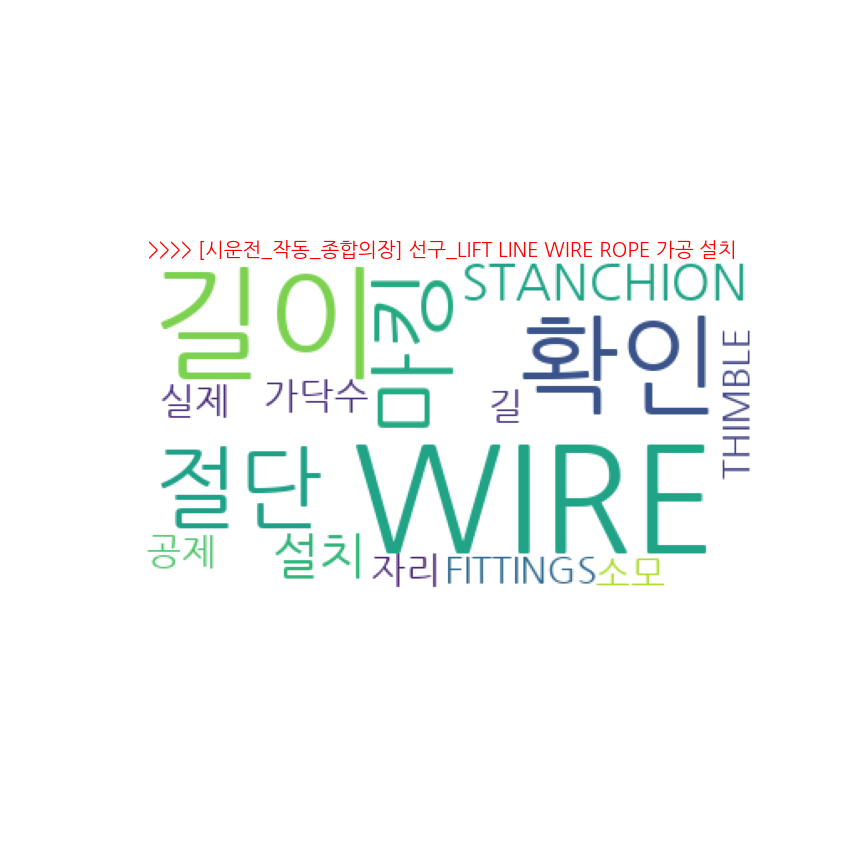 >>>> [시운전_작동_종합의장] 선구_LIFT LINE WIRE ROPE 가공 설치
STANCHION
길이
마킹
확인
THIMBLE
실제
가닥수
길
절단
WIRE
공제
설치
자리
FITTINGS
소모